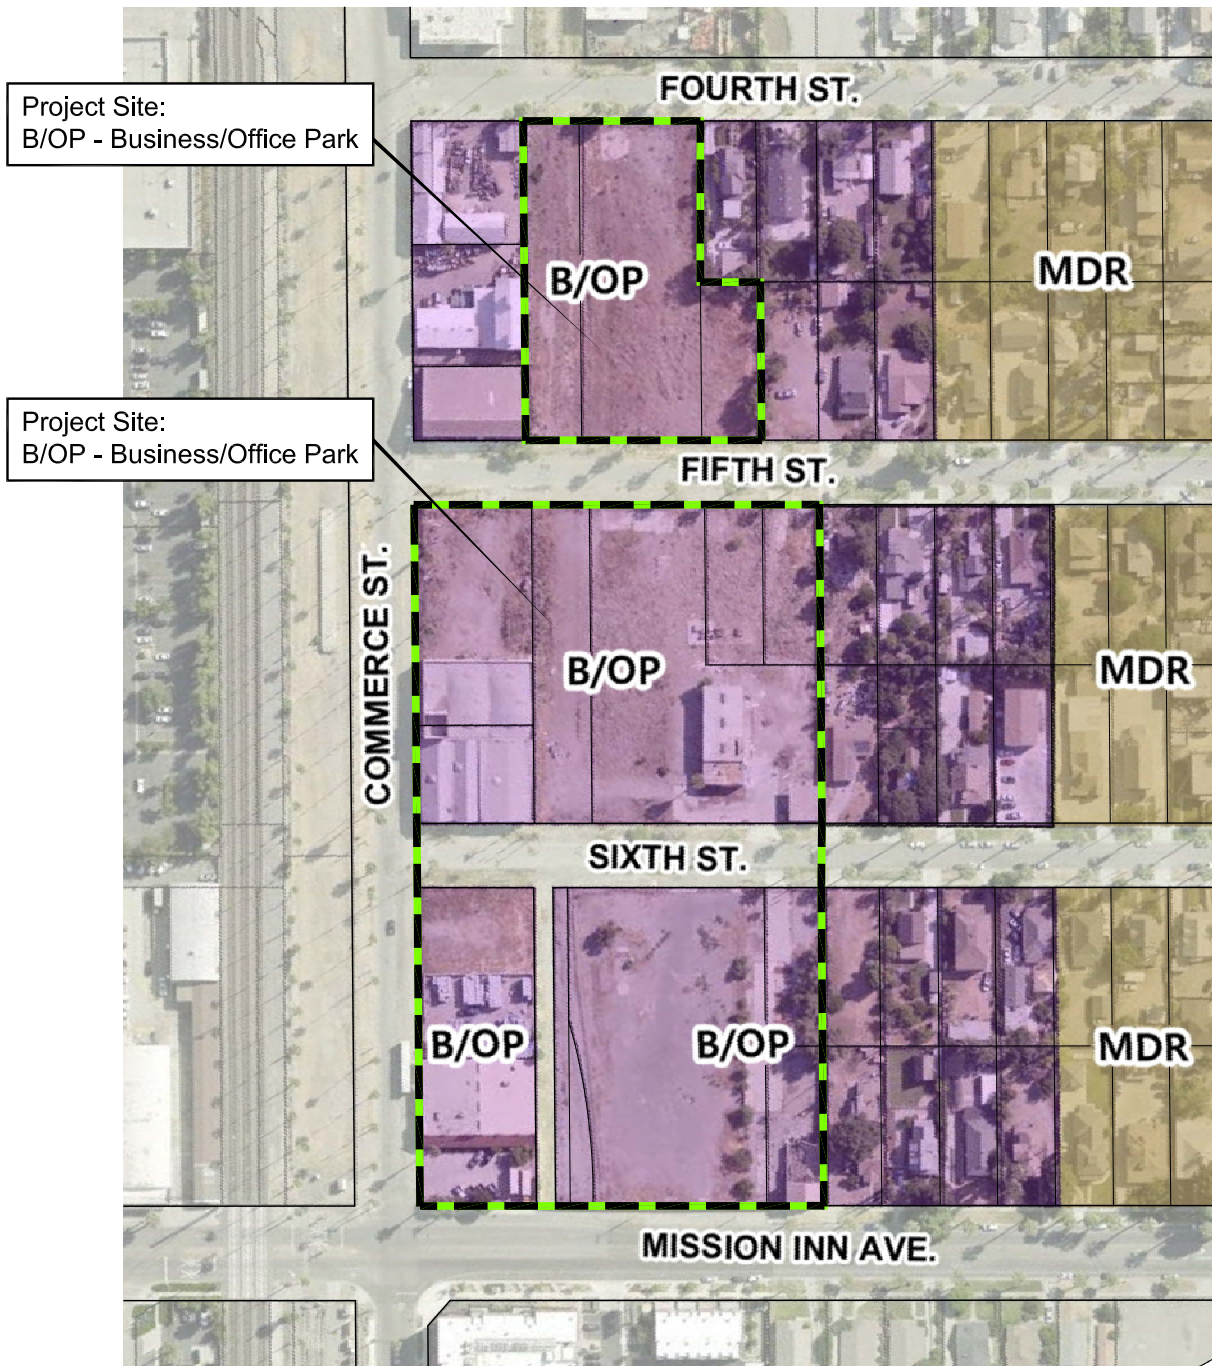 FOURTH ST.
Project Site:
B/OP - Business/Office Park
B/OP
MDR
Project Site:
B/OP - Business/Office Park
FIFTH ST.
COMMERCE ST.
B/OP
MDR
SIXTH ST.
B/OP
B/OP
MDR
MISSION INN AVE.